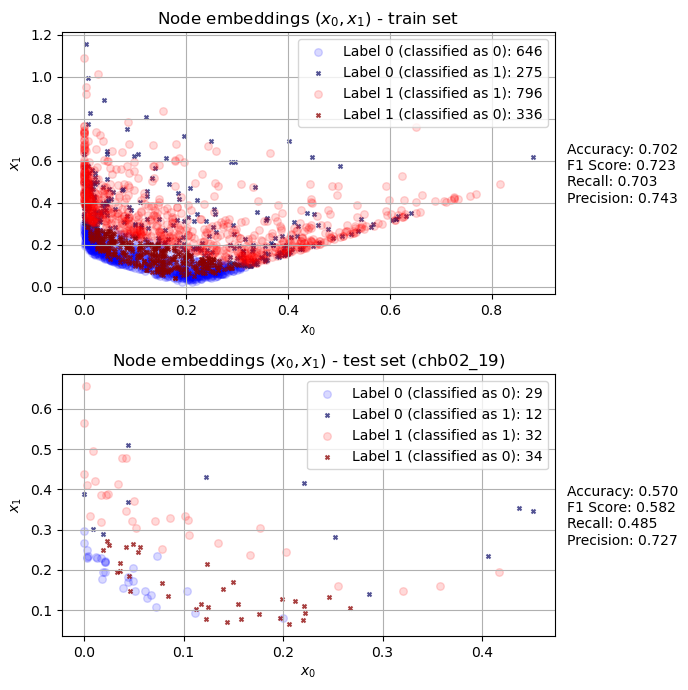 Node embeddings (x₀, x₁) - train set
1.2
1.0
0.8
0.6
0.4
0.2
0.0
x₁
Label 0 (classified as 0): 646
Label 0 (classified as 1): 275
Label 1 (classified as 1): 796
Label 1 (classified as 0): 336
Accuracy: 0.702
F1 Score: 0.723
Recall: 0.703
Precision: 0.743
0.0 0.2 0.4 0.6 0.8
x₀
Node embeddings (x₀, x₁) - test set (chb02_19)
0.6
0.5
0.4
0.3
0.2
0.1
x₁
Label 0 (classified as 0): 29
Label 0 (classified as 1): 12
Label 1 (classified as 1): 32
Label 1 (classified as 0): 34
Accuracy: 0.570
F1 Score: 0.582
Recall: 0.485
Precision: 0.727
0.0 0.1 0.2 0.3 0.4
x₀